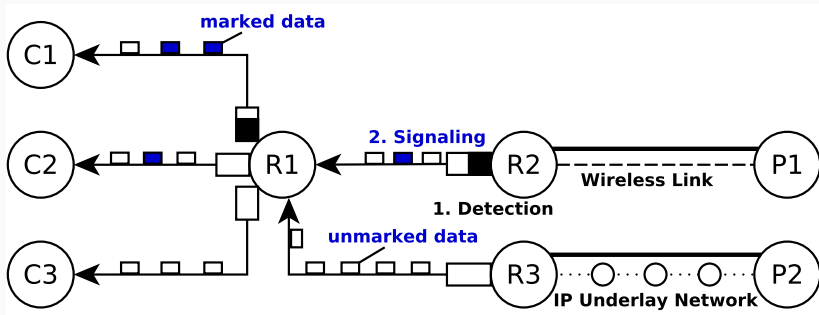 marked data
C1
2. Signaling
C2
R1
R2
P1
Wireless Link
1. Detection
unmarked data
C3
R3
P2
IP Underlay Network